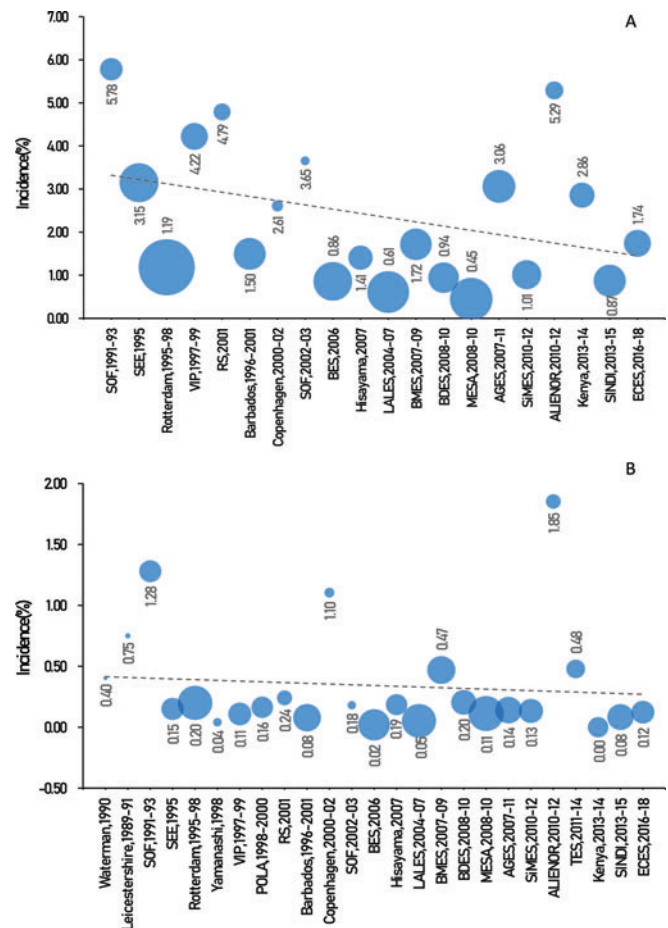 A
7.00
6.00
5.00
4.00
3.00
2.00
1.00
0.00
Incidence(%)
5.78
3.15
1.19
4.22
4.79
1.50
2.61
3.65
0.86
1.41
0.61
1.72
0.94
0.45
3.06
1.01
5.29
2.86
0.87
1.74
SOF,1991-93
SEE,1995
Rotterdam,1995-98
VIP,1997-99
RS,2001
Barbados,1996-2001
Copenhagen,2000-02
SOF,2002-03
BES,2006
Hisayama,2007
LALES,2004-07
BMES,2007-09
BDES,2008-10
MESA,2008-10
AGES,2007-11
SiMES,2010-12
ALIENOR,2010-12
Kenya,2013-14
SINDI,2013-15
ECES,2016-18
B
2.00
1.50
1.00
0.50
0.00
-0.50
Incidence(%)
0.40
0.75
1.28
0.15
0.20
0.04
0.11
0.16
0.24
0.08
1.10
0.18
0.02
0.19
0.05
0.47
0.20
0.11
0.14
0.13
1.85
0.48
0.00
0.08
0.12
Waterman,1990
Leicestershire,1989-91
SOF,1991-93
SEE,1995
Rotterdam,1995-98
Yamanashi,1998
VIP,1997-99
POLA,1998-2000
RS,2001
Barbados,1996-2001
Copenhagen,2000-02
SOF,2002-03
BES,2006
Hisayama,2007
LALES,2004-07
BMES,2007-09
BDES,2008-10
MESA,2008-10
AGES,2007-11
SiMES,2010-12
ALIENOR,2010-12
TES,2011-14
Kenya,2013-14
SINDI,2013-15
ECES,2016-18